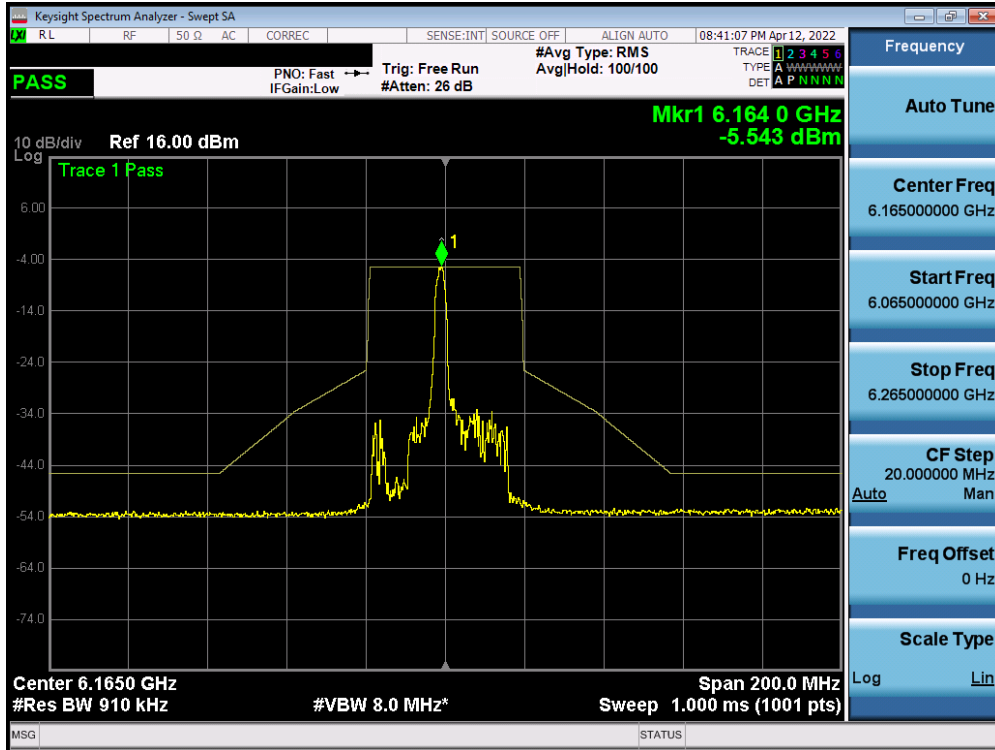 Keysight Spectrum Analyzer - Swept SA
LXI RL RF 50 Ω AC CORREC SENSE:INT SOURCE OFF ALIGN AUTO 08:41:07 PM Apr 12, 2022
#Avg Type: RMS TRACE 1 2 3 4 5 6
PNO: Fast Trig: Free Run Avg|Hold: 100/100 TYPE A WWWWW
PASS IFGain:Low #Atten: 26 dB DET A P N N N N
Mkr1 6.164 0 GHz
-5.543 dBm
10 dB/div Ref 16.00 dBm
Log
Trace 1 Pass
1
6.00
-4.00
-14.0
-24.0
-34.0
-44.0
-54.0
-64.0
-74.0
Center 6.1650 GHz Span 200.0 MHz
#Res BW 910 kHz #VBW 8.0 MHz* Sweep 1.000 ms (1001 pts)
MSG STATUS
Frequency
Auto Tune
Center Freq
6.165000000 GHz
Start Freq
6.065000000 GHz
Stop Freq
6.265000000 GHz
CF Step
20.000000 MHz
Auto Man
Freq Offset
0 Hz
Scale Type
Log Lin